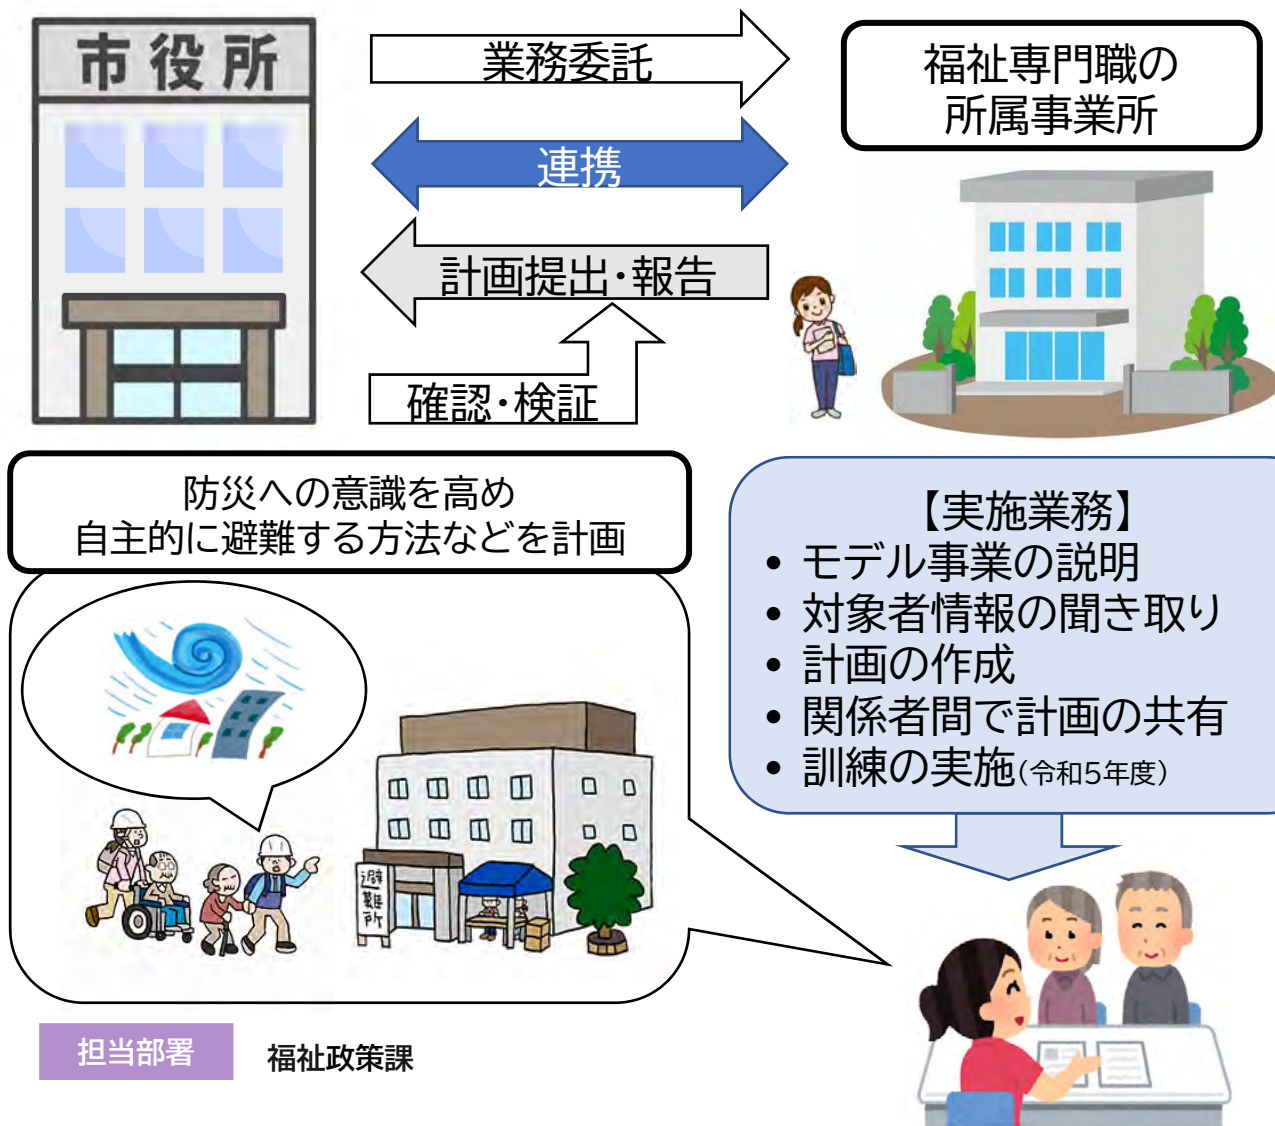 市役所
業務委託
連携
計画提出・報告
確認・検証
福祉専門職の
所属事業所
防災への意識を高め
自主的に避難する方法などを計画
避難所
【実施業務】
• モデル事業の説明
• 対象者情報の聞き取り
• 計画の作成
• 関係者間で計画の共有
• 訓練の実施(令和5年度)
担当部署
福祉政策課